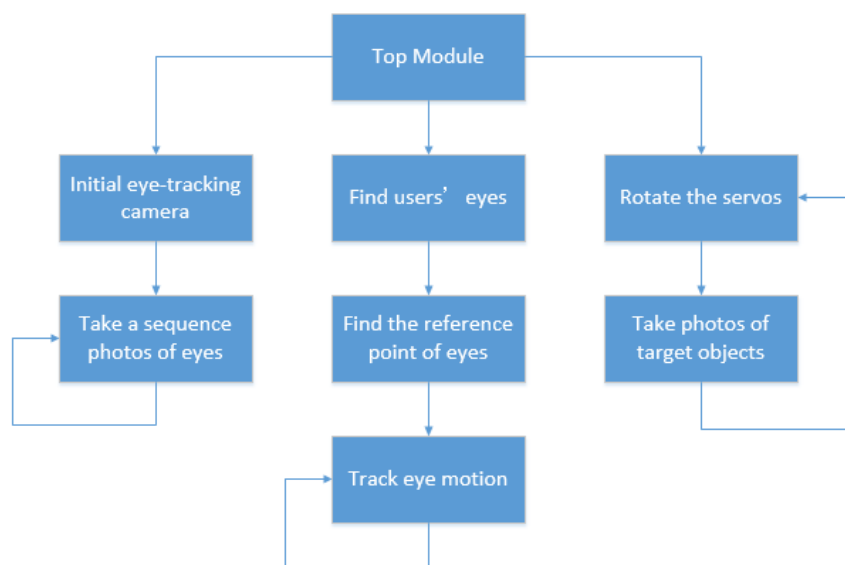 Top Module
Initial eye-tracking
camera
Find users’ eyes
Rotate the servos
Take a sequence
photos of eyes
Find the reference
point of eyes
Take photos of
target objects
Track eye motion